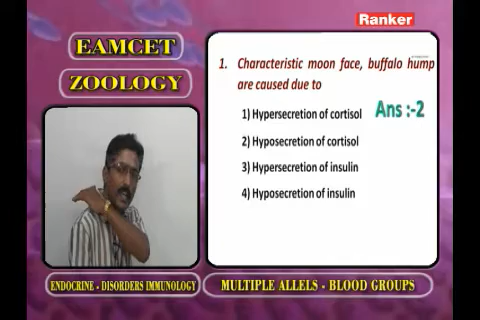 Ranker
EAMCET
ZOOLOGY
1. Characteristic moon face, buffalo hump
are caused due to
1) Hypersecretion of cortisol
Ans :-2
2) Hyposecretion of cortisol
3) Hypersecretion of insulin
4) Hyposecretion of insulin
ENDOCRINE - DISORDERS IMMUNOLOGY
MULTIPLE ALLELS - BLOOD GROUPS